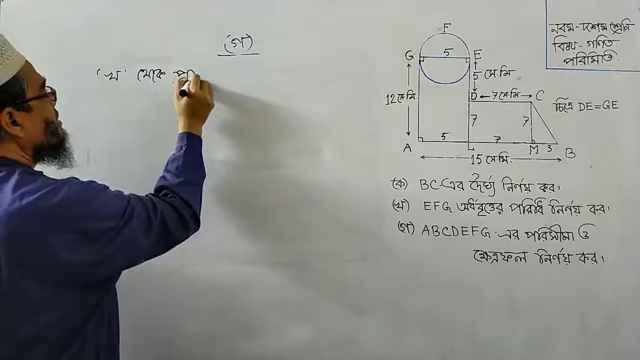 (গ)
'খ' থেকে পা
নবম-দশম শ্রেনি
বিষয়-গণিত
পরিমিতি
F
G 5 E
5 সে.মি
12 সে.মি
D 7 সে.মি C
চিত্রে DE=GE
7 7
A 5 L 7 M 3 B
15 সে.মি.
(ক) BC এর দৈর্ঘ্য নির্ণয় কর।
(খ) EFG অর্ধবৃত্তের পরিধি নির্ণয় কর।
(গ) ABCDEFG -এর পরিসীমা ও
ক্ষেত্রফল নির্ণয় কর।